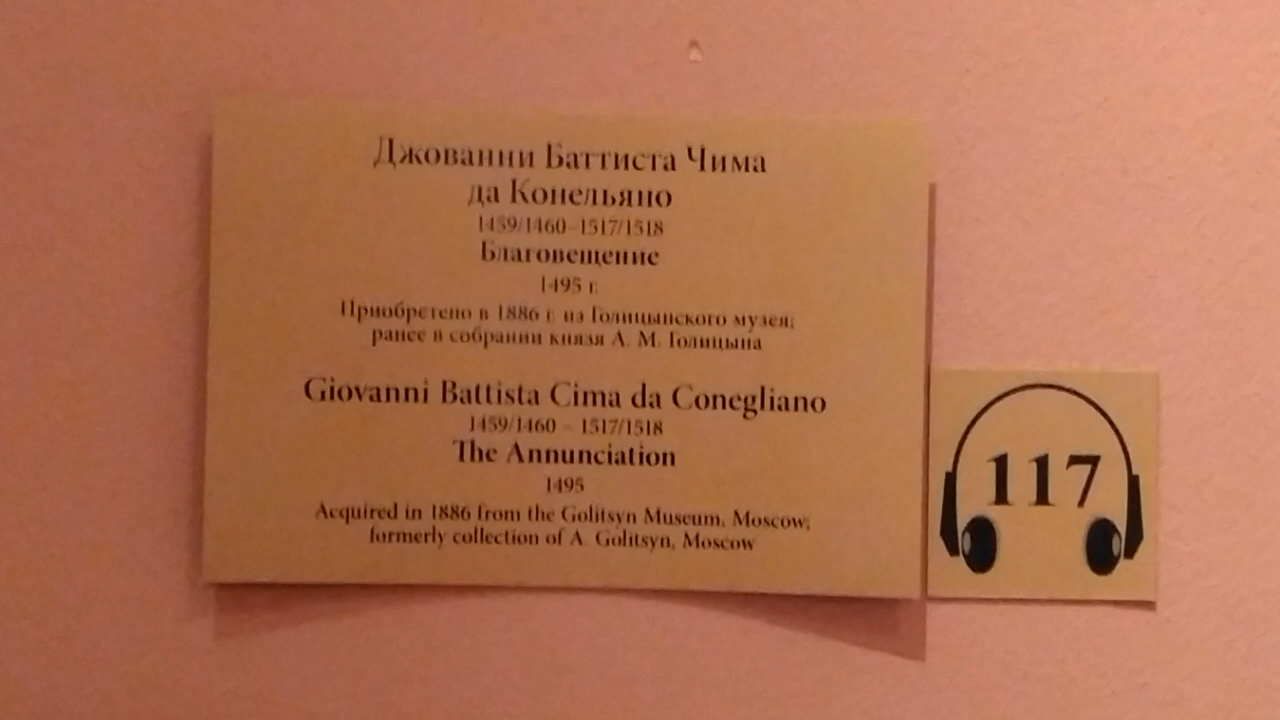 Джованни Баттиста Чима
да Конельяно
1459/1460–1517/1518
Благовещение
1495 г.
Приобретено в 1886 г. из Голицынского музея;
ранее в собрании князя А. М. Голицына
Giovanni Battista Cima da Conegliano
1459/1460 – 1517/1518
The Annunciation
1495
Acquired in 1886 from the Golitsyn Museum, Moscow;
formerly collection of A. Golitsyn, Moscow
117